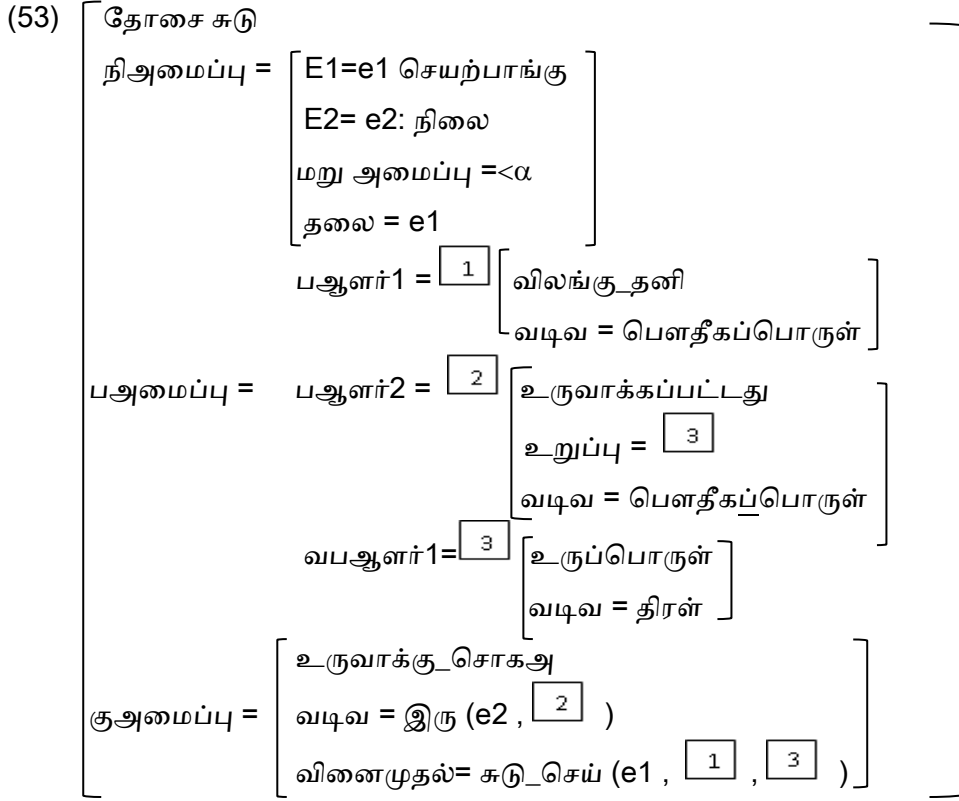 (53) தோசை சுடு
நிஅமைப்பு = E1=e1 செயற்பாங்கு
E2= e2: நிலை
மறு அமைப்பு =<α
தலை = e1
பஆளர்1 = 1 விலங்கு_தனி
வடிவ = பௌதீகப்பொருள்
பஅமைப்பு = பஆளர்2 = 2 உருவாக்கப்பட்டது
உறுப்பு = 3
வடிவ = பௌதீகப்பொருள்
வபஆளர்1= 3 உருப்பொருள்
வடிவ = திரள்
உருவாக்கு_சொகஅ
குஅமைப்பு = வடிவ = இரு (e2 , 2 )
வினைமுதல்= சுடு_செய் (e1 , 1 , 3 )